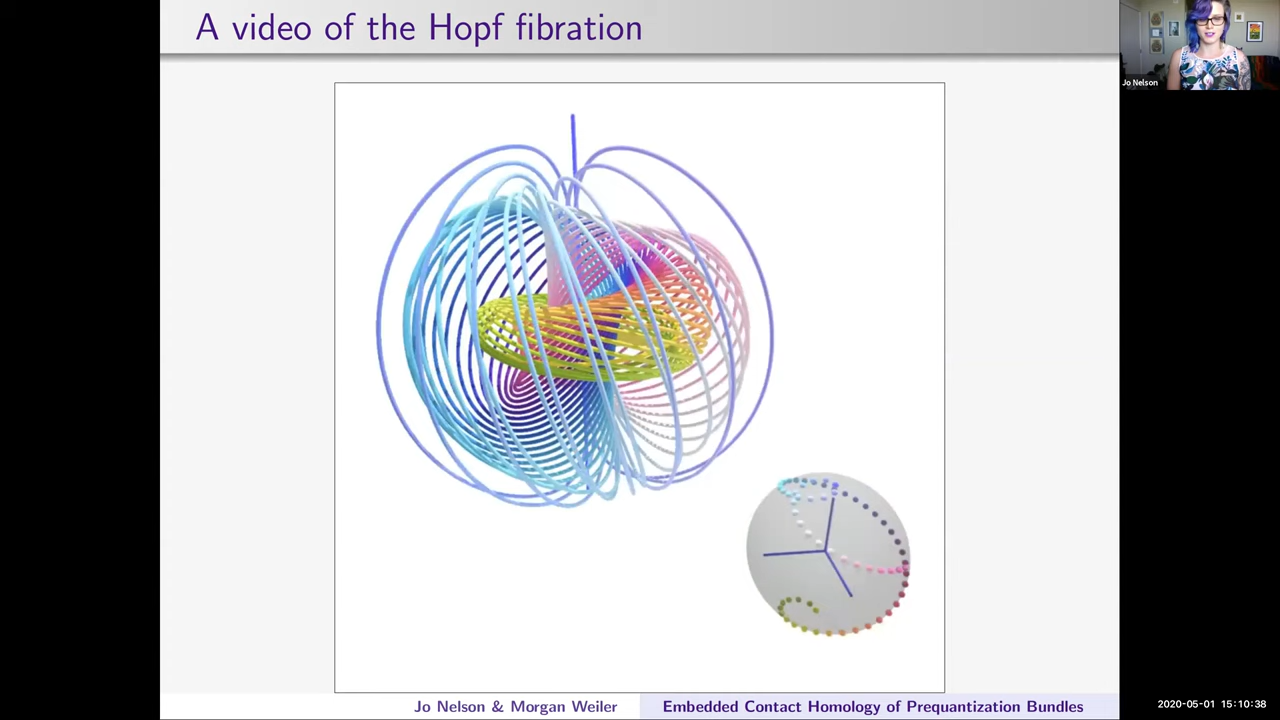 A video of the Hopf fibration
Jo Nelson
Jo Nelson & Morgan Weiler
Embedded Contact Homology of Prequantization Bundles
2020-05-01 15:10:38